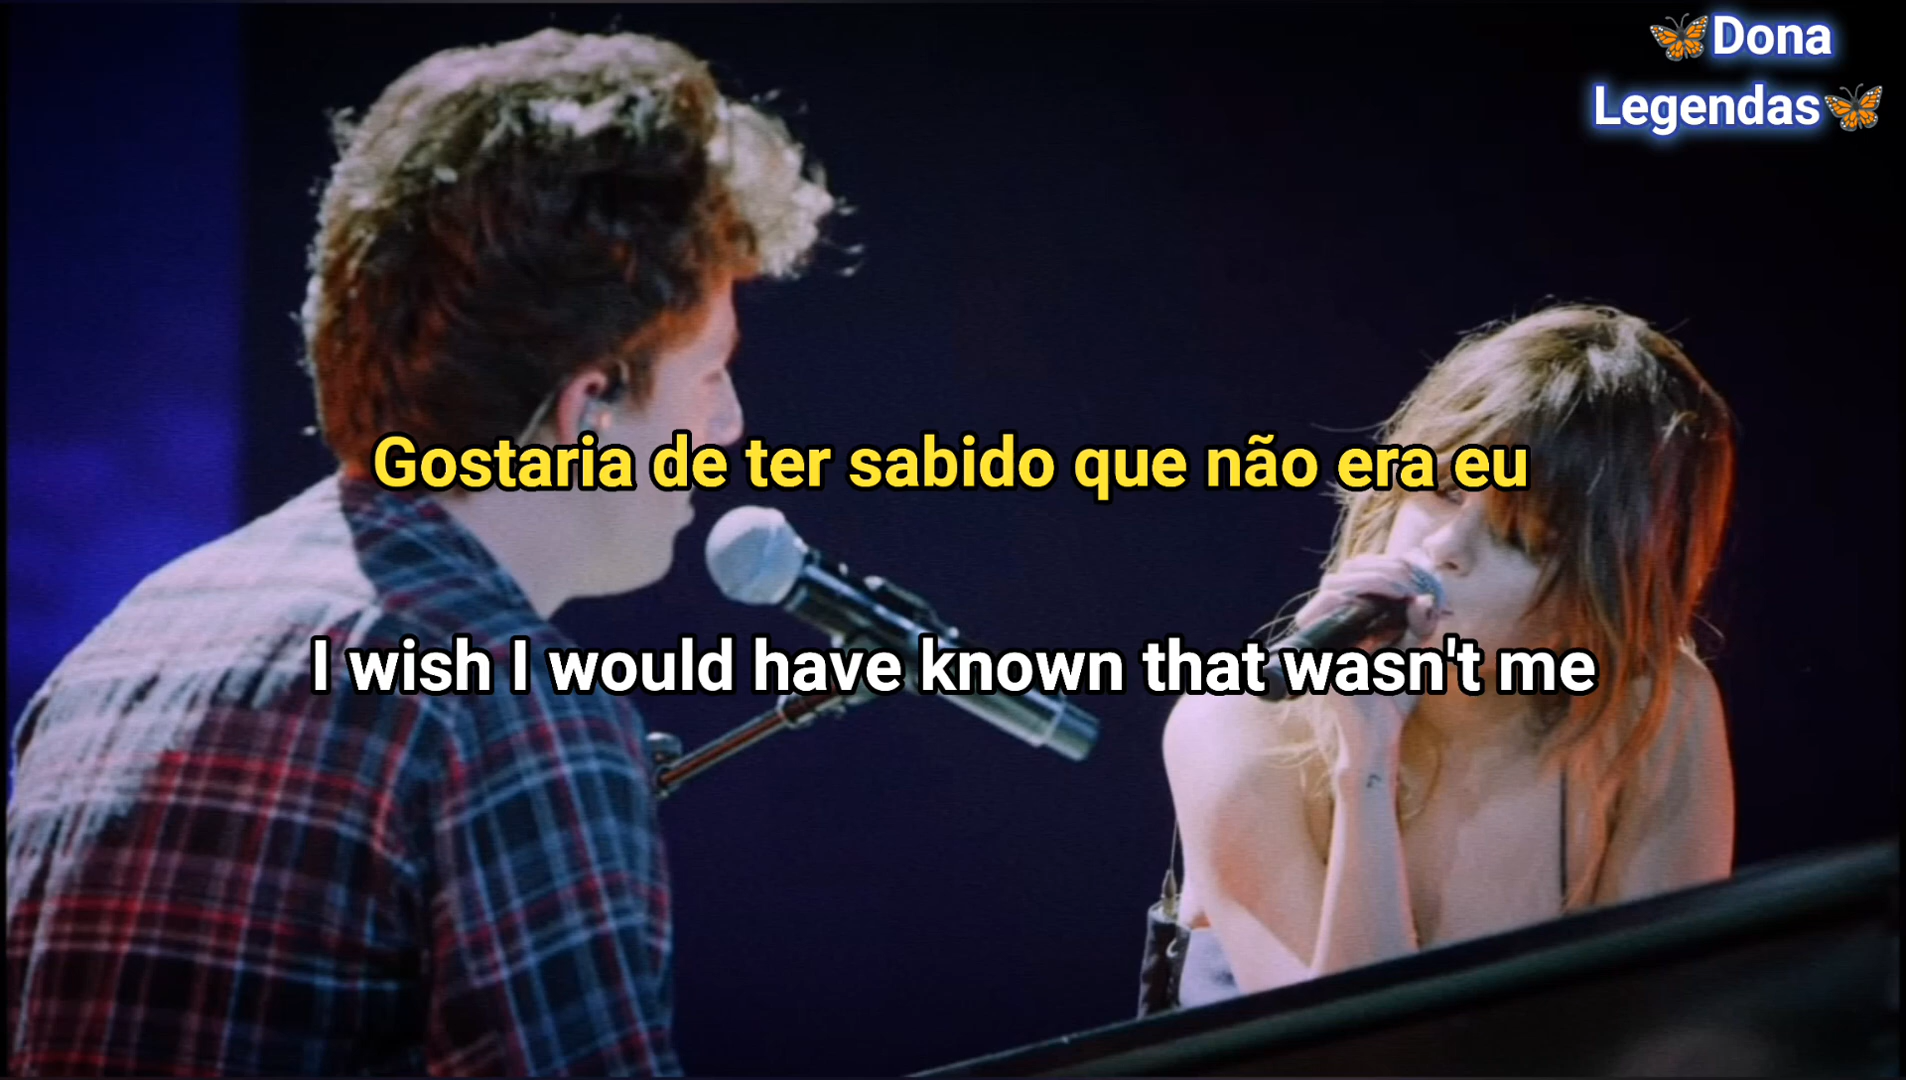 🦋Dona
Legendas🦋
Gostaria de ter sabido que não era eu
I wish I would have known that wasn't me